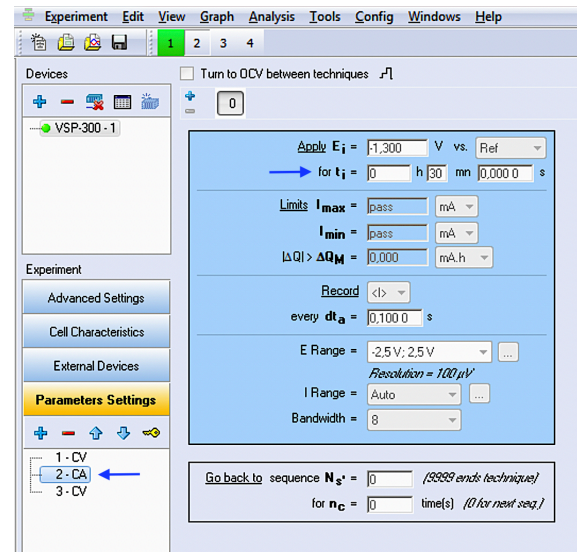 Experiment Edit View Graph Analysis Tools Config Windows Help
1 2 3 4
Devices
VSP-300 - 1
Experiment
Advanced Settings
Cell Characteristics
External Devices
Parameters Settings
1 - CV
2 - CA
3 - CV
Turn to OCV between techniques
0
Apply Ei = -1,300 V vs. Ref
for ti = 0 h 30 mn 0,000 0 s
Limits Imax = pass mA
Imin = pass mA
|ΔQ| > ΔQM = 0,000 mA.h
Record <I>
every dta = 0,100 0 s
E Range = -2,5 V; 2,5 V ...
Resolution = 100 µV
I Range = Auto ...
Bandwidth = 8
Go back to sequence Ns' = 0 (9999 ends technique)
for nc = 0 time(s) (0 for next seq.)